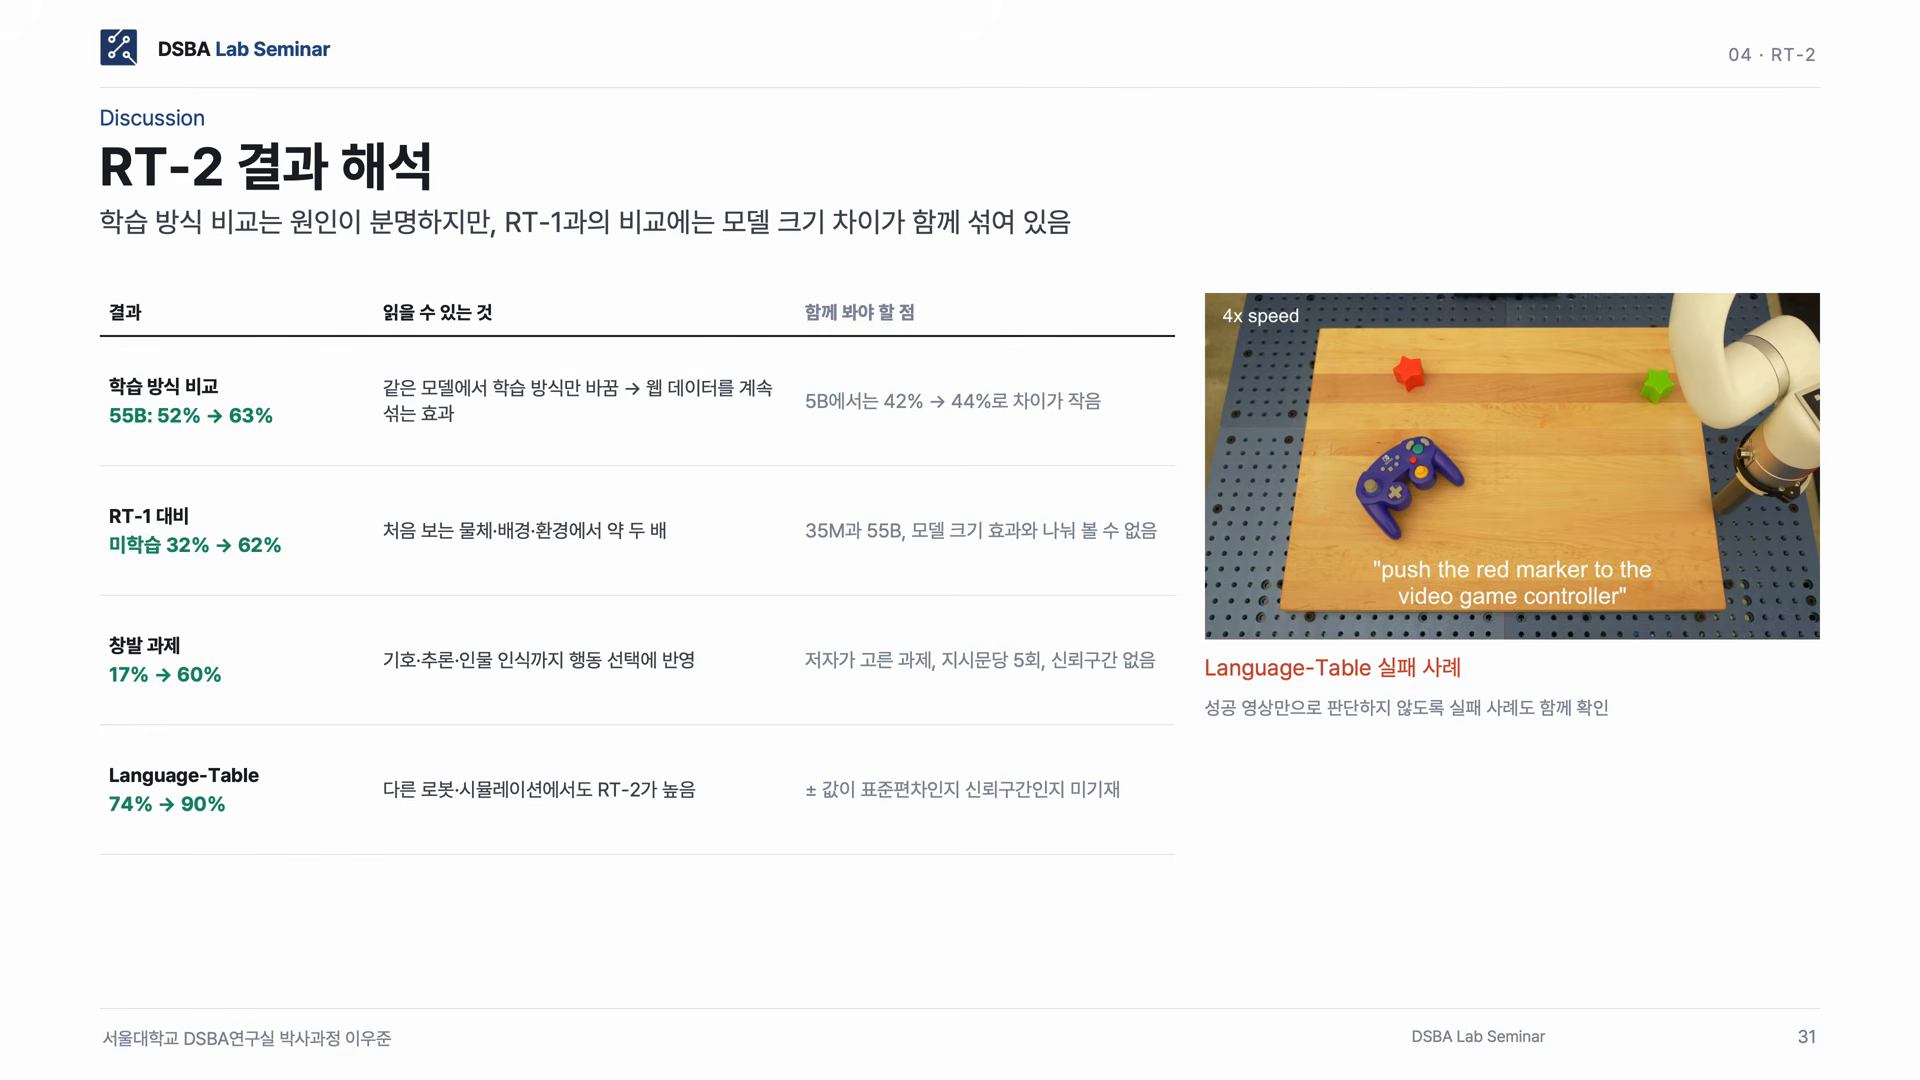 DSBA Lab Seminar
04 · RT-2
Discussion
RT-2 결과 해석
학습 방식 비교는 원인이 분명하지만, RT-1과의 비교에는 모델 크기 차이가 함께 섞여 있음
결과
읽을 수 있는 것
함께 봐야 할 점
학습 방식 비교
55B: 52% → 63%
같은 모델에서 학습 방식만 바꿈 → 웹 데이터를 계속
섞는 효과
5B에서는 42% → 44%로 차이가 작음
RT-1 대비
미학습 32% → 62%
처음 보는 물체·배경·환경에서 약 두 배
35M과 55B, 모델 크기 효과와 나눠 볼 수 없음
창발 과제
17% → 60%
기호·추론·인물 인식까지 행동 선택에 반영
저자가 고른 과제, 지시문당 5회, 신뢰구간 없음
Language-Table
74% → 90%
다른 로봇·시뮬레이션에서도 RT-2가 높음
± 값이 표준편차인지 신뢰구간인지 미기재
4x speed
"push the red marker to the
video game controller"
Language-Table 실패 사례
성공 영상만으로 판단하지 않도록 실패 사례도 함께 확인
서울대학교 DSBA연구실 박사과정 이우준
DSBA Lab Seminar
31